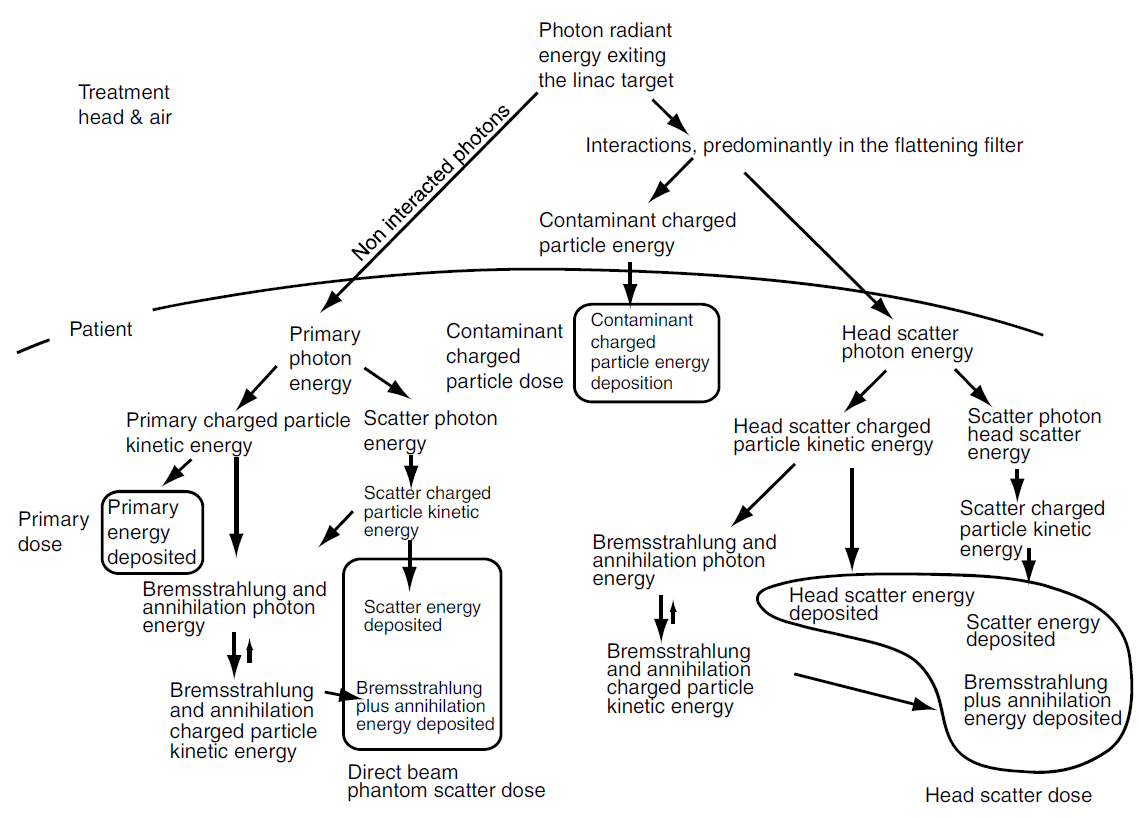 Photon radiant
energy exiting
the linac target
Treatment
head & air
Non interacted photons
Interactions, predominantly in the flattening filter
Contaminant charged
particle energy
Patient
Primary
photon
energy
Contaminant
charged
particle dose
Contaminant
charged
particle energy
deposition
Head scatter
photon energy
Primary charged particle
kinetic energy
Scatter photon
energy
Head scatter charged
particle kinetic energy
Scatter photon
head scatter
energy
Primary
dose
Primary
energy
deposited
Scatter charged
particle kinetic
energy
Scatter charged
particle kinetic
energy
Bremsstrahlung and
annihilation photon
energy
Scatter energy
deposited
Bremsstrahlung and
annihilation photon
energy
Head scatter energy
deposited
Scatter energy
deposited
Bremsstrahlung
and annihilation
charged particle
kinetic energy
Bremsstrahlung
plus annihilation
energy deposited
Bremsstrahlung
and annihilation
charged particle
kinetic energy
Bremsstrahlung
plus annihilation
energy deposited
Direct beam
phantom scatter dose
Head scatter dose